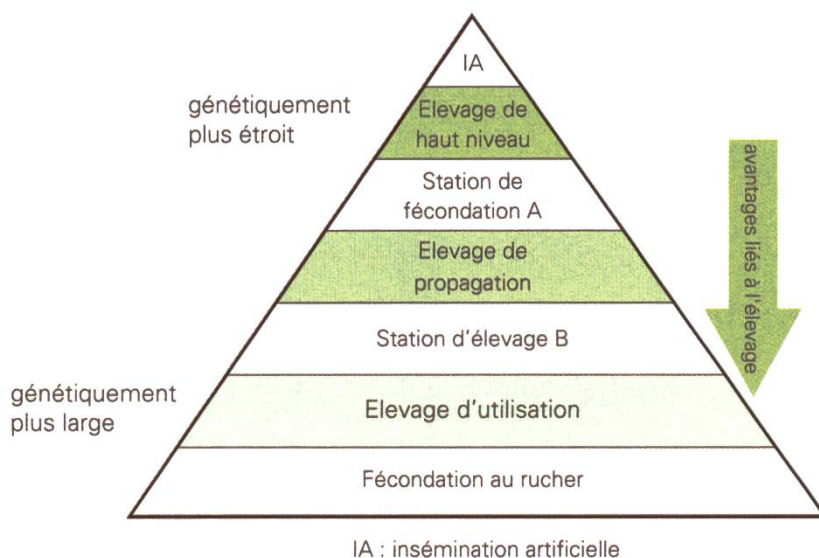 IA
génétiquement
plus étroit
Elevage de
haut niveau
Station de
fécondation A
Elevage de
propagation
Station d'élevage B
génétiquement
plus large
Elevage d'utilisation
Fécondation au rucher
avantages liés à l'élevage
IA : insémination artificielle